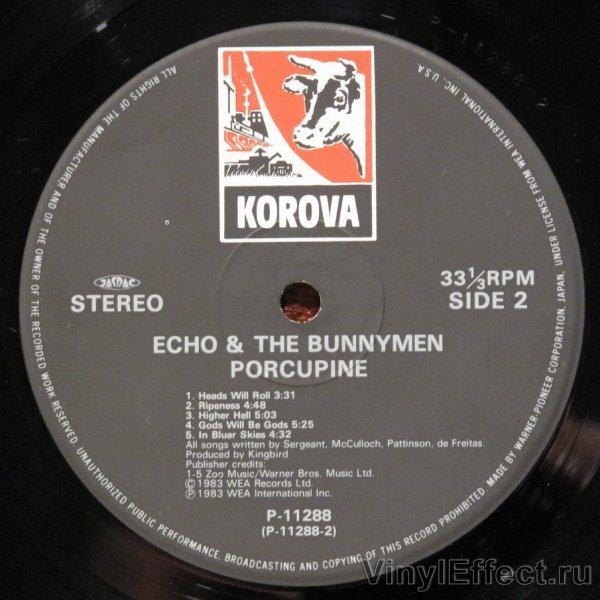 P-11288-2
KOROVA
JASRAC
STEREO
33⅓RPM
SIDE 2
ECHO & THE BUNNYMEN
PORCUPINE
1. Heads Will Roll 3:31
2. Ripeness 4:48
3. Higher Hell 5:03
4. Gods Will Be Gods 5:25
5. In Bluer Skies 4:32
All songs written by Sergeant, McCulloch, Pattinson, de Freitas.
Produced by Kingbird
Publisher credits:
1-5 Zoo Music/Warner Bros. Music Ltd.
Ⓒ 1983 WEA Records Ltd.
Ⓟ 1983 WEA International Inc.
P-11288
(P-11288-2)
ALL RIGHTS OF THE MANUFACTURER AND OF THE OWNER OF THE RECORDED WORK RESERVED. UNAUTHORIZED PUBLIC PERFORMANCE, BROADCASTING AND COPYING OF THIS RECORD PROHIBITED. MADE BY WARNER-PIONEER CORPORATION, JAPAN, UNDER LICENSE FROM WEA INTERNATIONAL INC., U.S.A
VinylEffect.ru